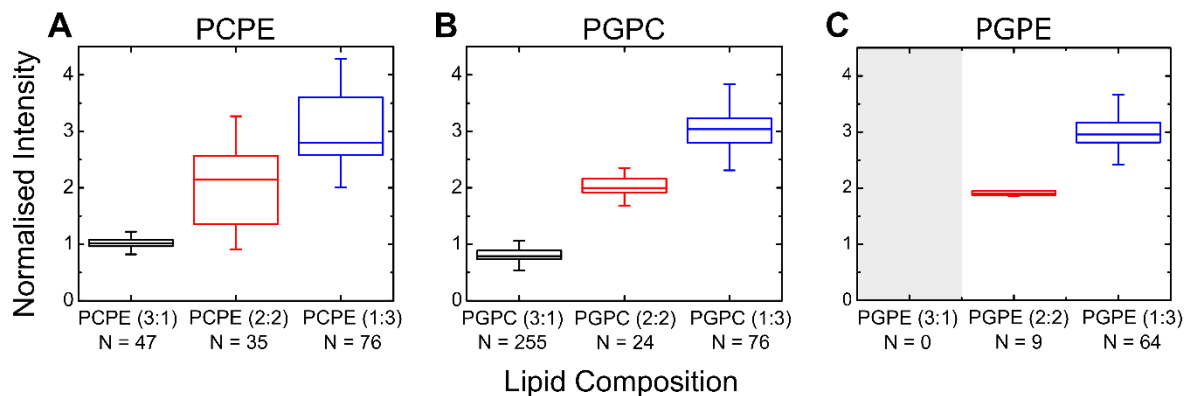 A PCPE
B PGPC
C PGPE
Normalised Intensity
4
3
2
1
0
4
3
2
1
0
4
3
2
1
0
PCPE (3:1) PCPE (2:2) PCPE (1:3)
N = 47 N = 35 N = 76
PGPC (3:1) PGPC (2:2) PGPC (1:3)
N = 255 N = 24 N = 76
PGPE (3:1) PGPE (2:2) PGPE (1:3)
N = 0 N = 9 N = 64
Lipid Composition